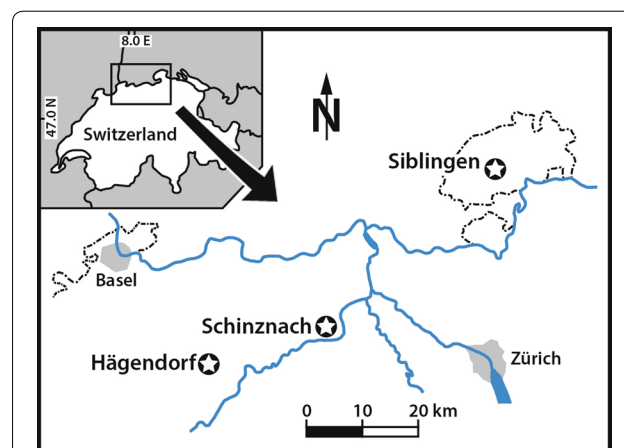 8.0 E
47.0 N
Switzerland
N
Siblingen
Basel
Schinznach
Hägendorf
Zürich
0 10 20 km